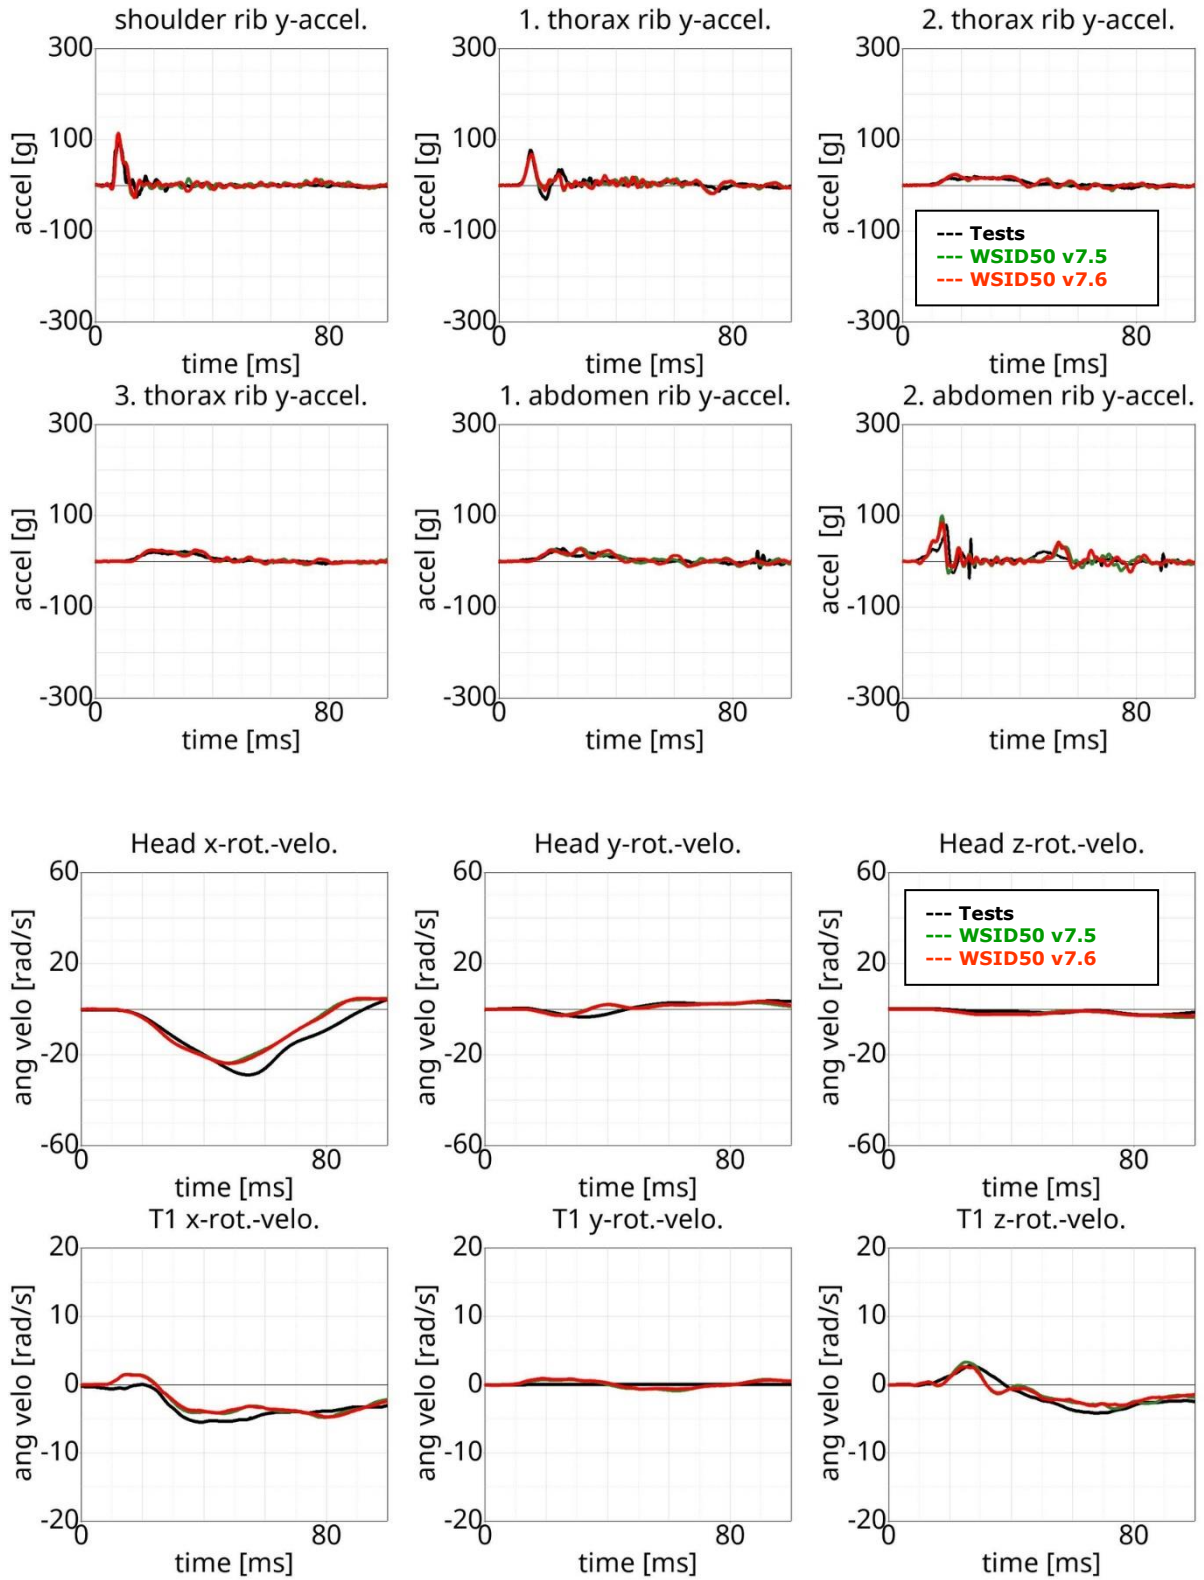 shoulder rib y-accel.
1. thorax rib y-accel.
2. thorax rib y-accel.
300
100
-100
-300
accel [g]
0
80
time [ms]
300
100
-100
-300
accel [g]
0
80
time [ms]
300
100
-100
-300
accel [g]
0
80
time [ms]
--- Tests
--- WSID50 v7.5
--- WSID50 v7.6
3. thorax rib y-accel.
1. abdomen rib y-accel.
2. abdomen rib y-accel.
300
100
-100
-300
accel [g]
0
80
time [ms]
300
100
-100
-300
accel [g]
0
80
time [ms]
300
100
-100
-300
accel [g]
0
80
time [ms]
Head x-rot.-velo.
Head y-rot.-velo.
Head z-rot.-velo.
60
20
-20
-60
ang velo [rad/s]
0
80
time [ms]
60
20
-20
-60
ang velo [rad/s]
0
80
time [ms]
60
20
-20
-60
ang velo [rad/s]
0
80
time [ms]
--- Tests
--- WSID50 v7.5
--- WSID50 v7.6
T1 x-rot.-velo.
T1 y-rot.-velo.
T1 z-rot.-velo.
20
10
0
-10
-20
ang velo [rad/s]
0
80
time [ms]
20
10
0
-10
-20
ang velo [rad/s]
0
80
time [ms]
20
10
0
-10
-20
ang velo [rad/s]
0
80
time [ms]